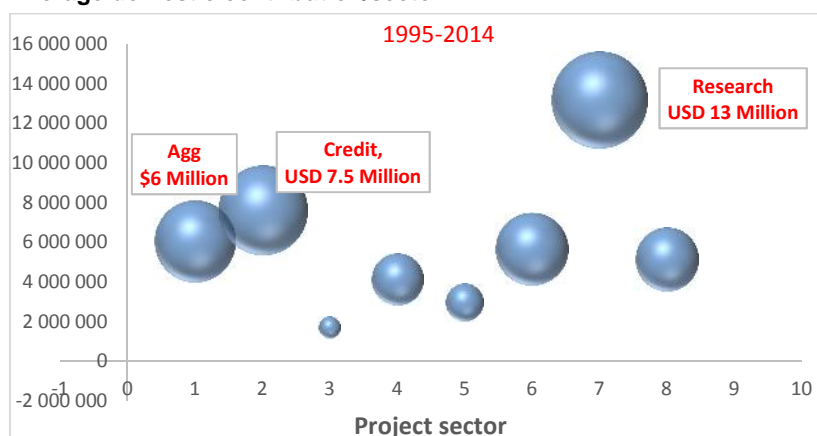 1995-2014
16 000 000
14 000 000
12 000 000
10 000 000
8 000 000
6 000 000
4 000 000
2 000 000
0
-2 000 000
Agg
$6 Million
Credit,
USD 7.5 Million
Research
USD 13 Million
-1 0 1 2 3 4 5 6 7 8 9 10
Project sector